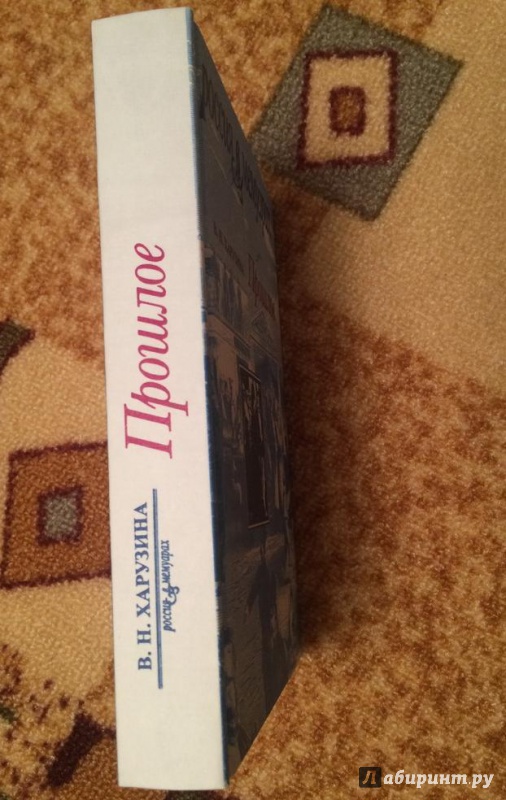 В. Н. ХАРУЗИНА
россия в мемуарах
Прошлое
Лабиринт.ру